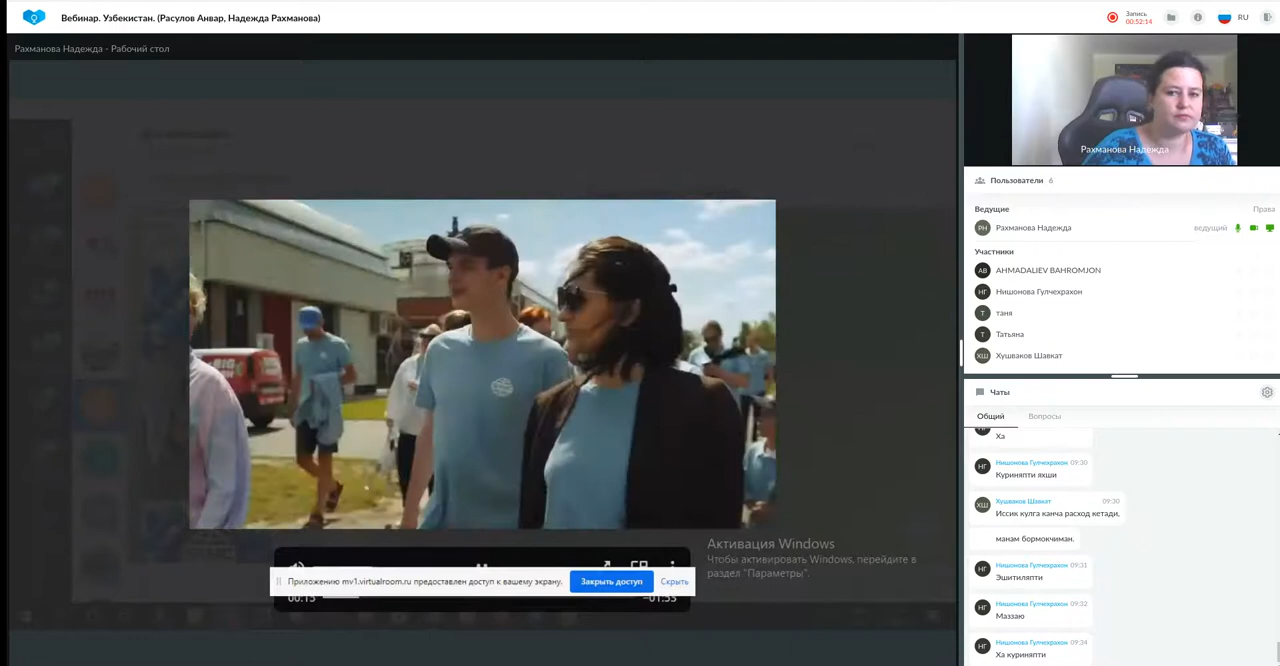 Вебинар. Узбекистан. (Расулов Анвар, Надежда Рахманова)
Запись
00:52:14
RU
Рахманова Надежда - Рабочий стол
Рахманова Надежда
Пользователи 6
Ведущие Права
РН Рахманова Надежда ведущий
Участники
AB AHMADALIEV BAHROMJON
НГ Нишонова Гулчехрахон
Т таня
Т Татьяна
ХШ Хушваков Шавкат
Чаты
Общий Вопросы
Ха
НГ Нишонова Гулчехрахон 09:30
Куриняпти яхши
ХШ Хушваков Шавкат 09:30
Иссик кулга канча расход кетади,
манам бормокчиман.
НГ Нишонова Гулчехрахон 09:31
Эшитиляпти
НГ Нишонова Гулчехрахон 09:32
Маззаю
НГ Нишонова Гулчехрахон 09:34
Ха куриняпти
BIG
Активация Windows
Чтобы активировать Windows, перейдите в
раздел "Параметры".
Приложению mv1.virtualroom.ru предоставлен доступ к вашему экрану. Закрыть доступ Скрыть
00:15 −01:55